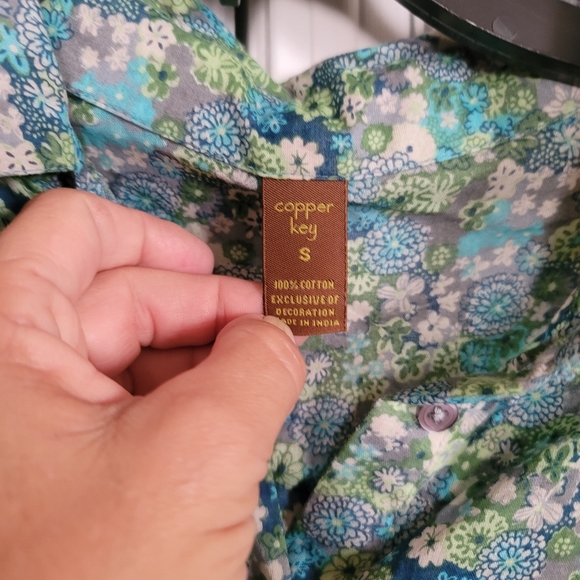 copper
key
S
100% COTTON
EXCLUSIVE OF
DECORATION
MADE IN INDIA